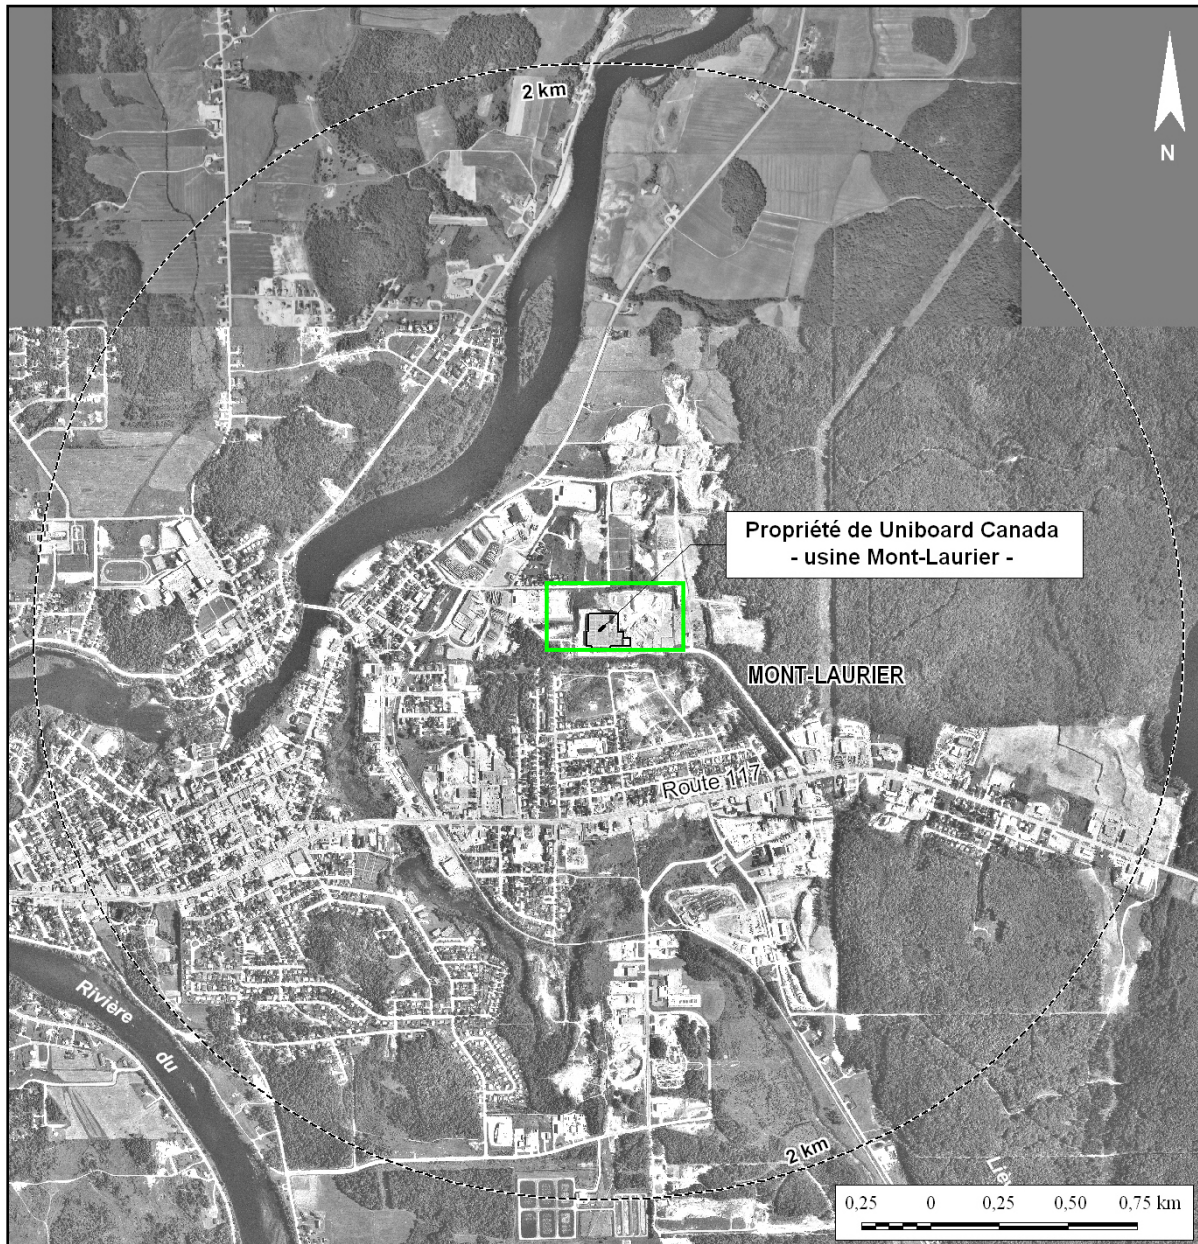 2 km
N
Propriété de Uniboard Canada
- usine Mont-Laurier -
MONT-LAURIER
Route 117
Rivière
du
2 km
0,25 0 0,25 0,50 0,75 km